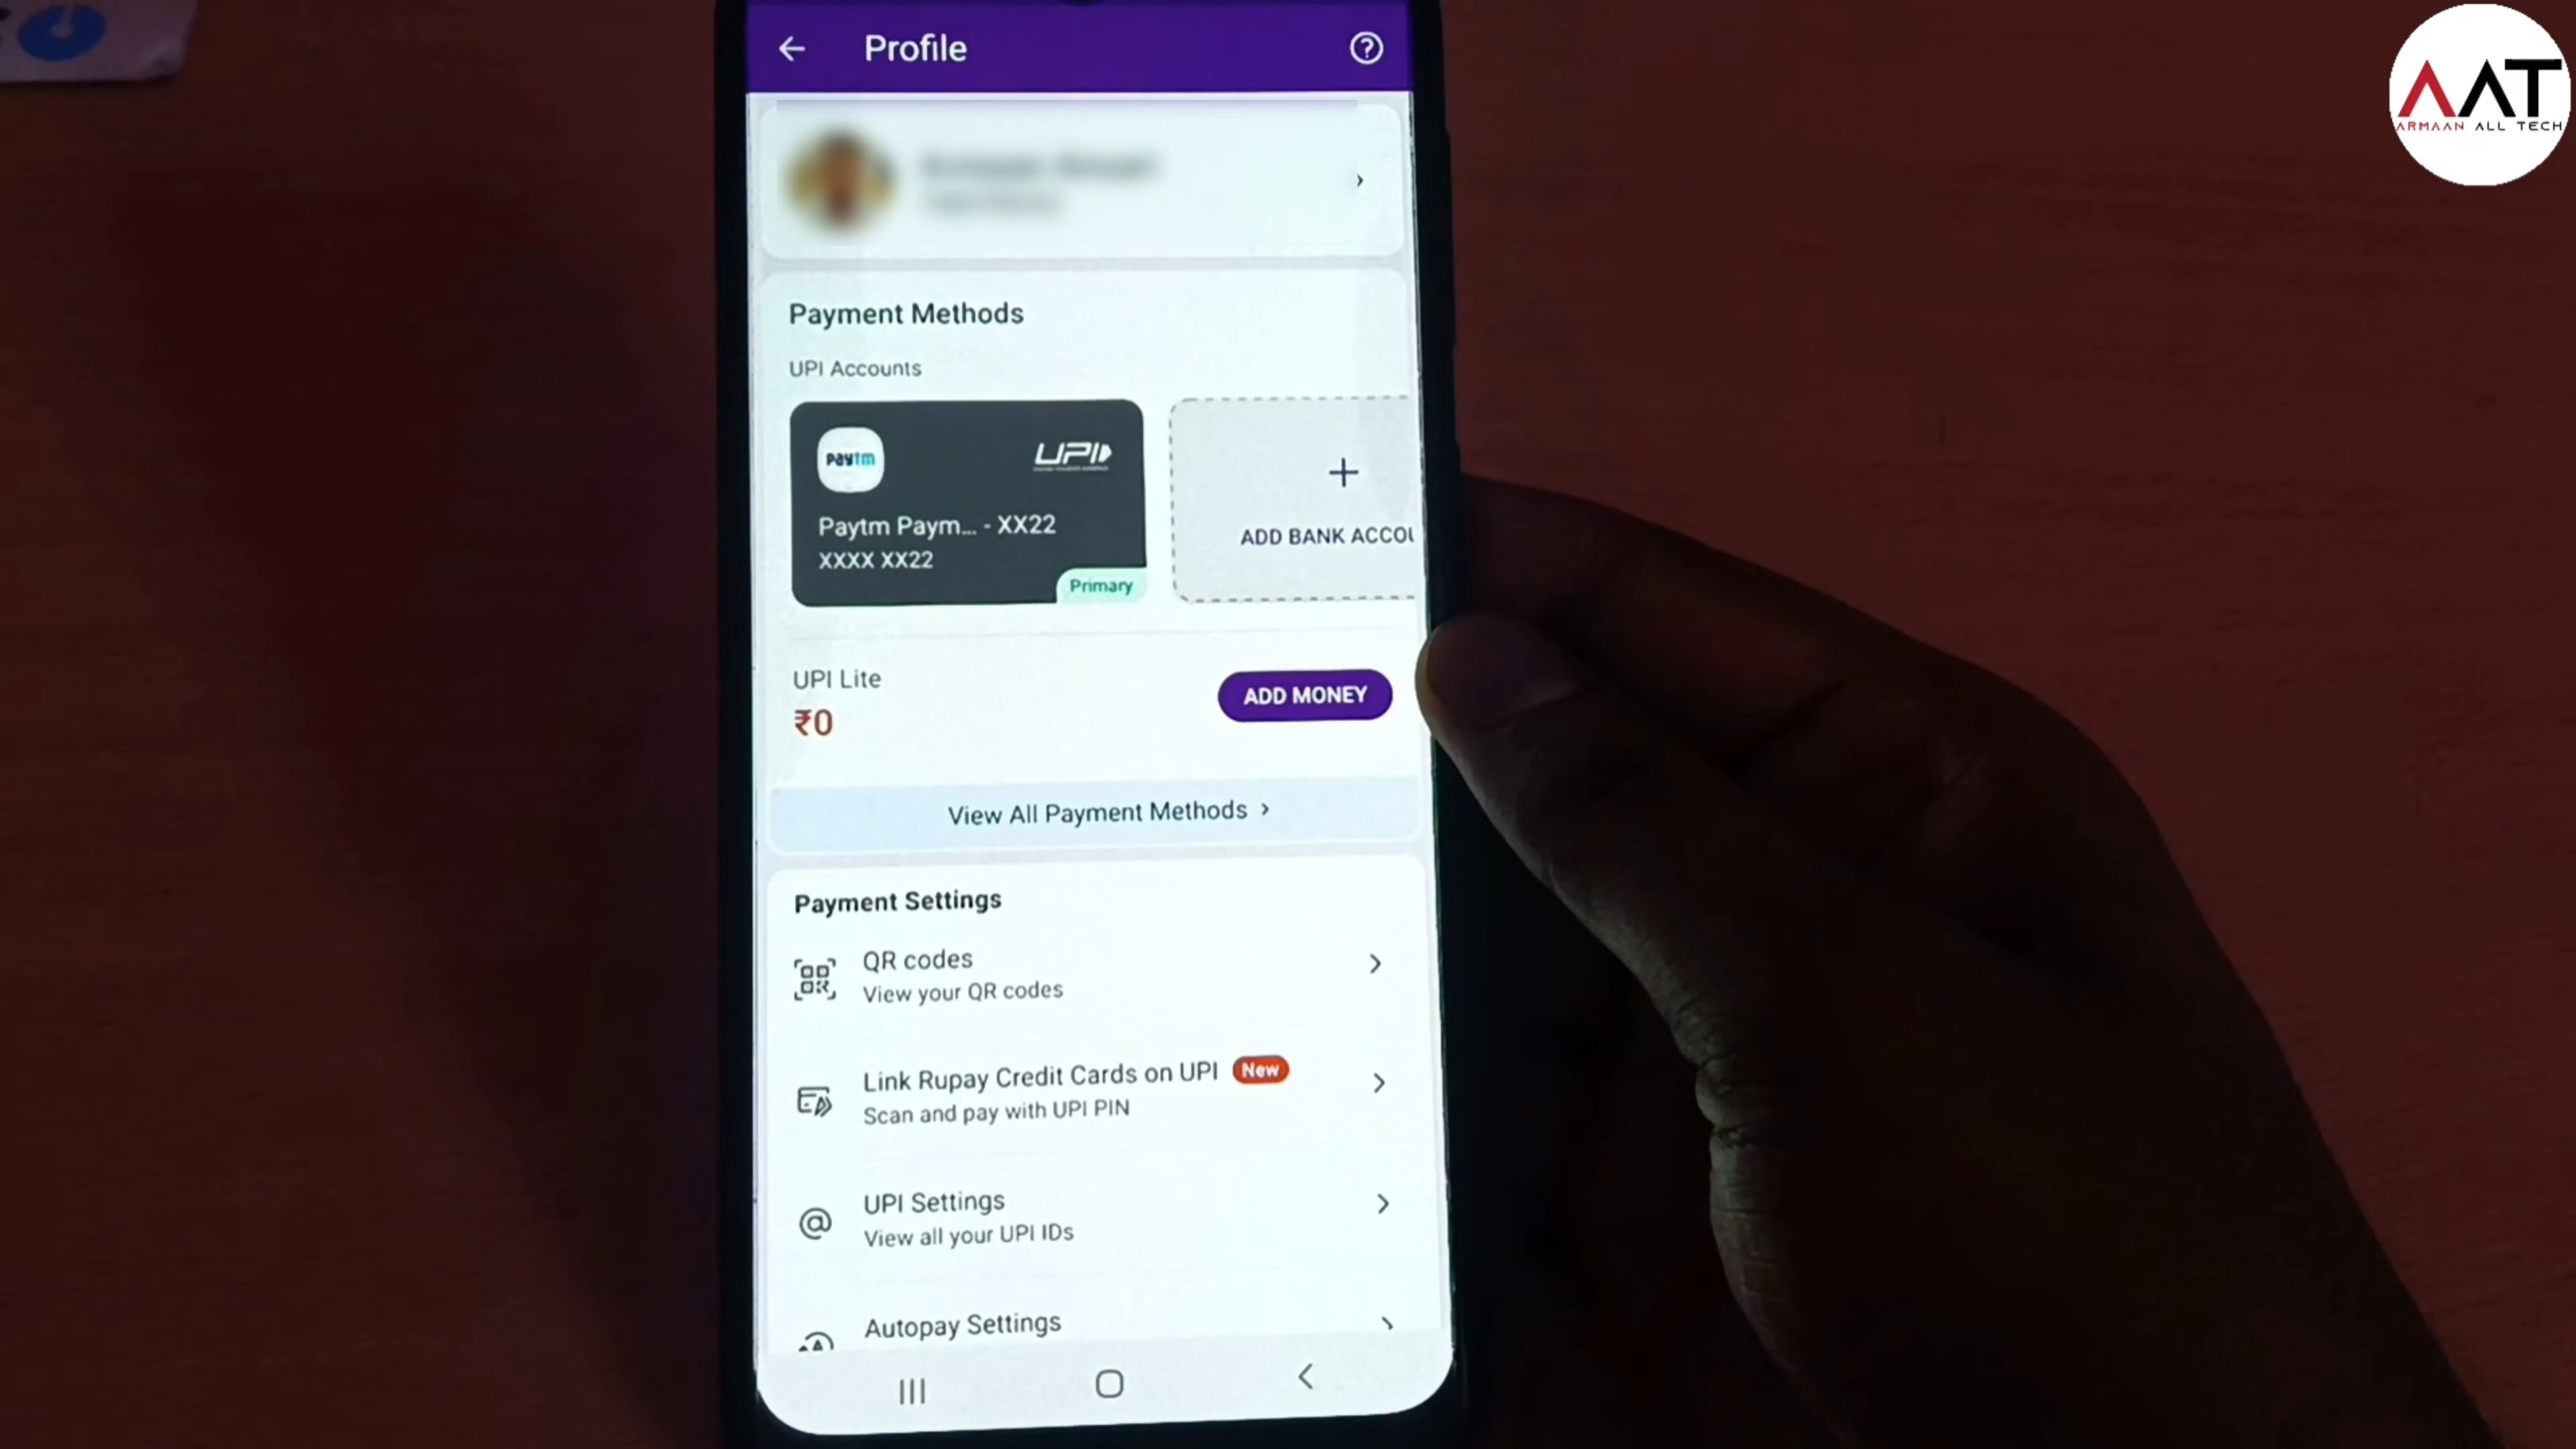 Profile
AAT
ARMAAN ALL TECH
Payment Methods
UPI Accounts
paytm
UPI
Paytm Paym... - XX22
XXXX XX22
Primary
ADD BANK ACCOU
UPI Lite
₹0
ADD MONEY
View All Payment Methods
Payment Settings
QR codes
View your QR codes
Link Rupay Credit Cards on UPI New
Scan and pay with UPI PIN
UPI Settings
View all your UPI IDs
Autopay Settings